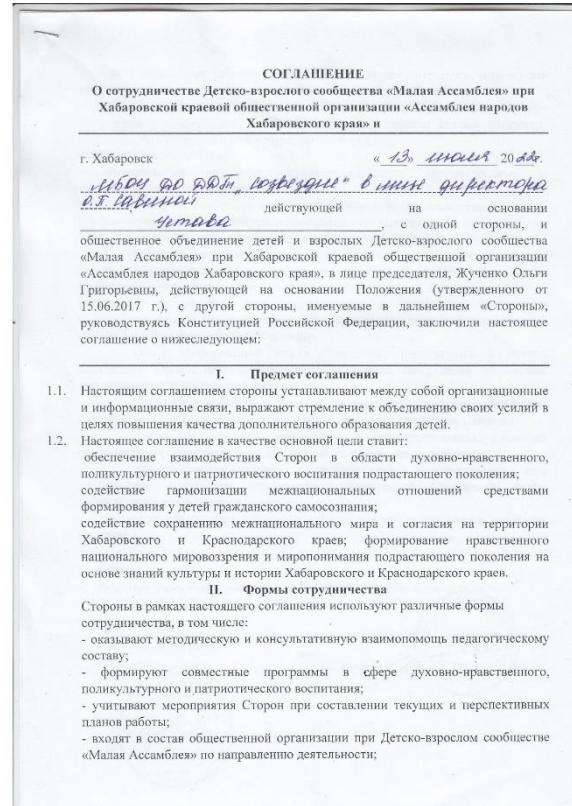 СОГЛАШЕНИЕ
О сотрудничестве Детско-взрослого сообщества «Малая Ассамблея» при
Хабаровской краевой общественной организации «Ассамблея народов
Хабаровского края» и
г. Хабаровск « 13» июля 2022г.
МБОУ ДО ДДТ „Созвездие“ в лице директора
О.П. Савиной действующей на основании
Устава, с одной стороны, и
общественное объединение детей и взрослых Детско-взрослого сообщества
«Малая Ассамблея» при Хабаровской краевой общественной организации
«Ассамблея народов Хабаровского края», в лице председателя, Жученко Ольги
Григорьевны, действующей на основании Положения (утвержденного от
15.06.2017 г.), с другой стороны, именуемые в дальнейшем «Стороны»,
руководствуясь Конституцией Российской Федерации, заключили настоящее
соглашение о нижеследующем:
I. Предмет соглашения
1.1. Настоящим соглашением стороны устанавливают между собой организационные
и информационные связи, выражают стремление к объединению своих усилий в
целях повышения качества дополнительного образования детей.
1.2. Настоящее соглашение в качестве основной цели ставит:
обеспечение взаимодействия Сторон в области духовно-нравственного,
поликультурного и патриотического воспитания подрастающего поколения;
содействие гармонизации межнациональных отношений средствами
формирования у детей гражданского самосознания;
содействие сохранению межнационального мира и согласия на территории
Хабаровского и Краснодарского краев; формирование нравственного
национального мировоззрения и миропонимания подрастающего поколения на
основе знаний культуры и истории Хабаровского и Краснодарского краев.
II. Формы сотрудничества
Стороны в рамках настоящего соглашения используют различные формы
сотрудничества, в том числе:
- оказывают методическую и консультативную взаимопомощь педагогическому
составу;
- формируют совместные программы в сфере духовно-нравственного,
поликультурного и патриотического воспитания;
- учитывают мероприятия Сторон при составлении текущих и перспективных
планов работы;
- входят в состав общественной организации при Детско-взрослом сообществе
«Малая Ассамблея» по направлению деятельности;